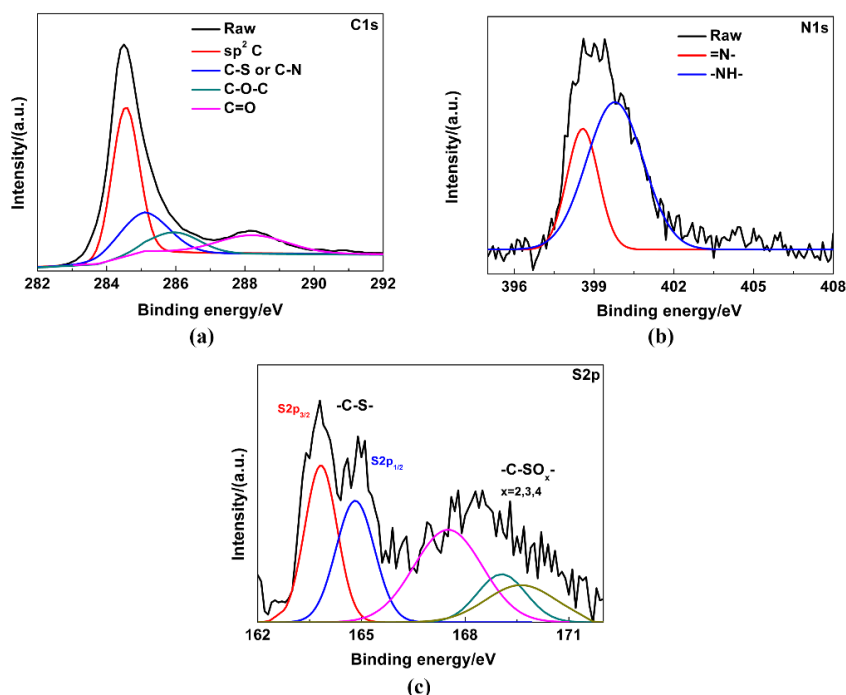 C1s
Raw
sp² C
C-S or C-N
C-O-C
C=O
Intensity/(a.u.)
282 284 286 288 290 292
Binding energy/eV
(a)
N1s
Raw
=N-
-NH-
Intensity/(a.u.)
396 399 402 405 408
Binding energy/eV
(b)
S2p
S2p3/2
-C-S-
S2p1/2
-C-SOx-
x=2,3,4
Intensity/(a.u.)
162 165 168 171
Binding energy/eV
(c)